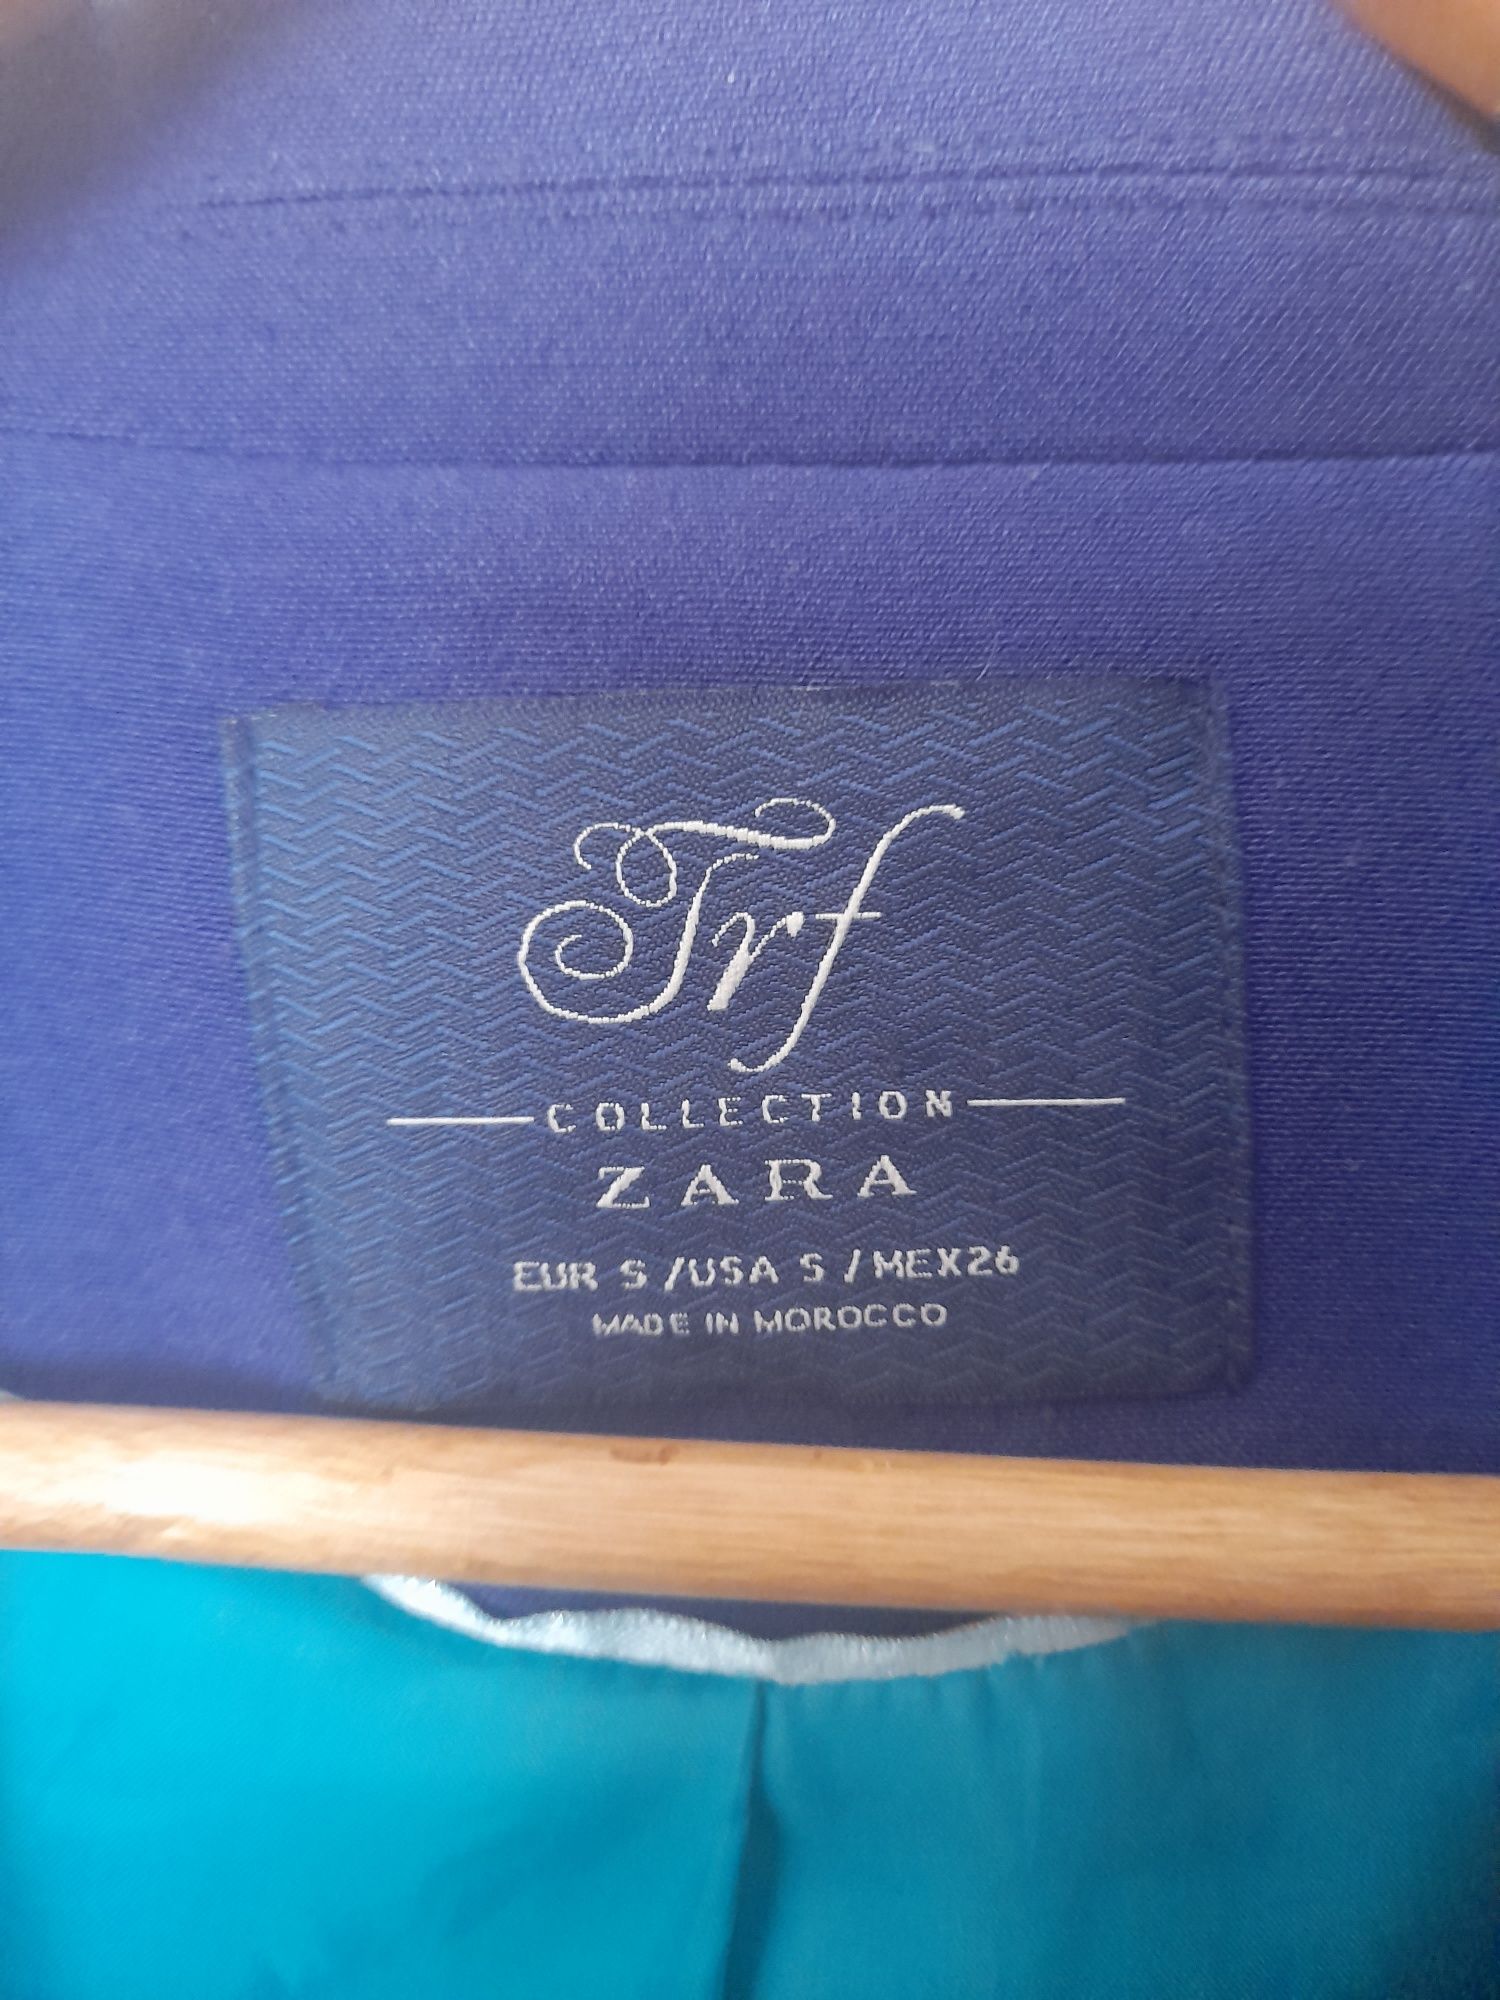 Trf
COLLECTION
ZARA
EUR S /USA S /MEX26
MADE IN MOROCCO